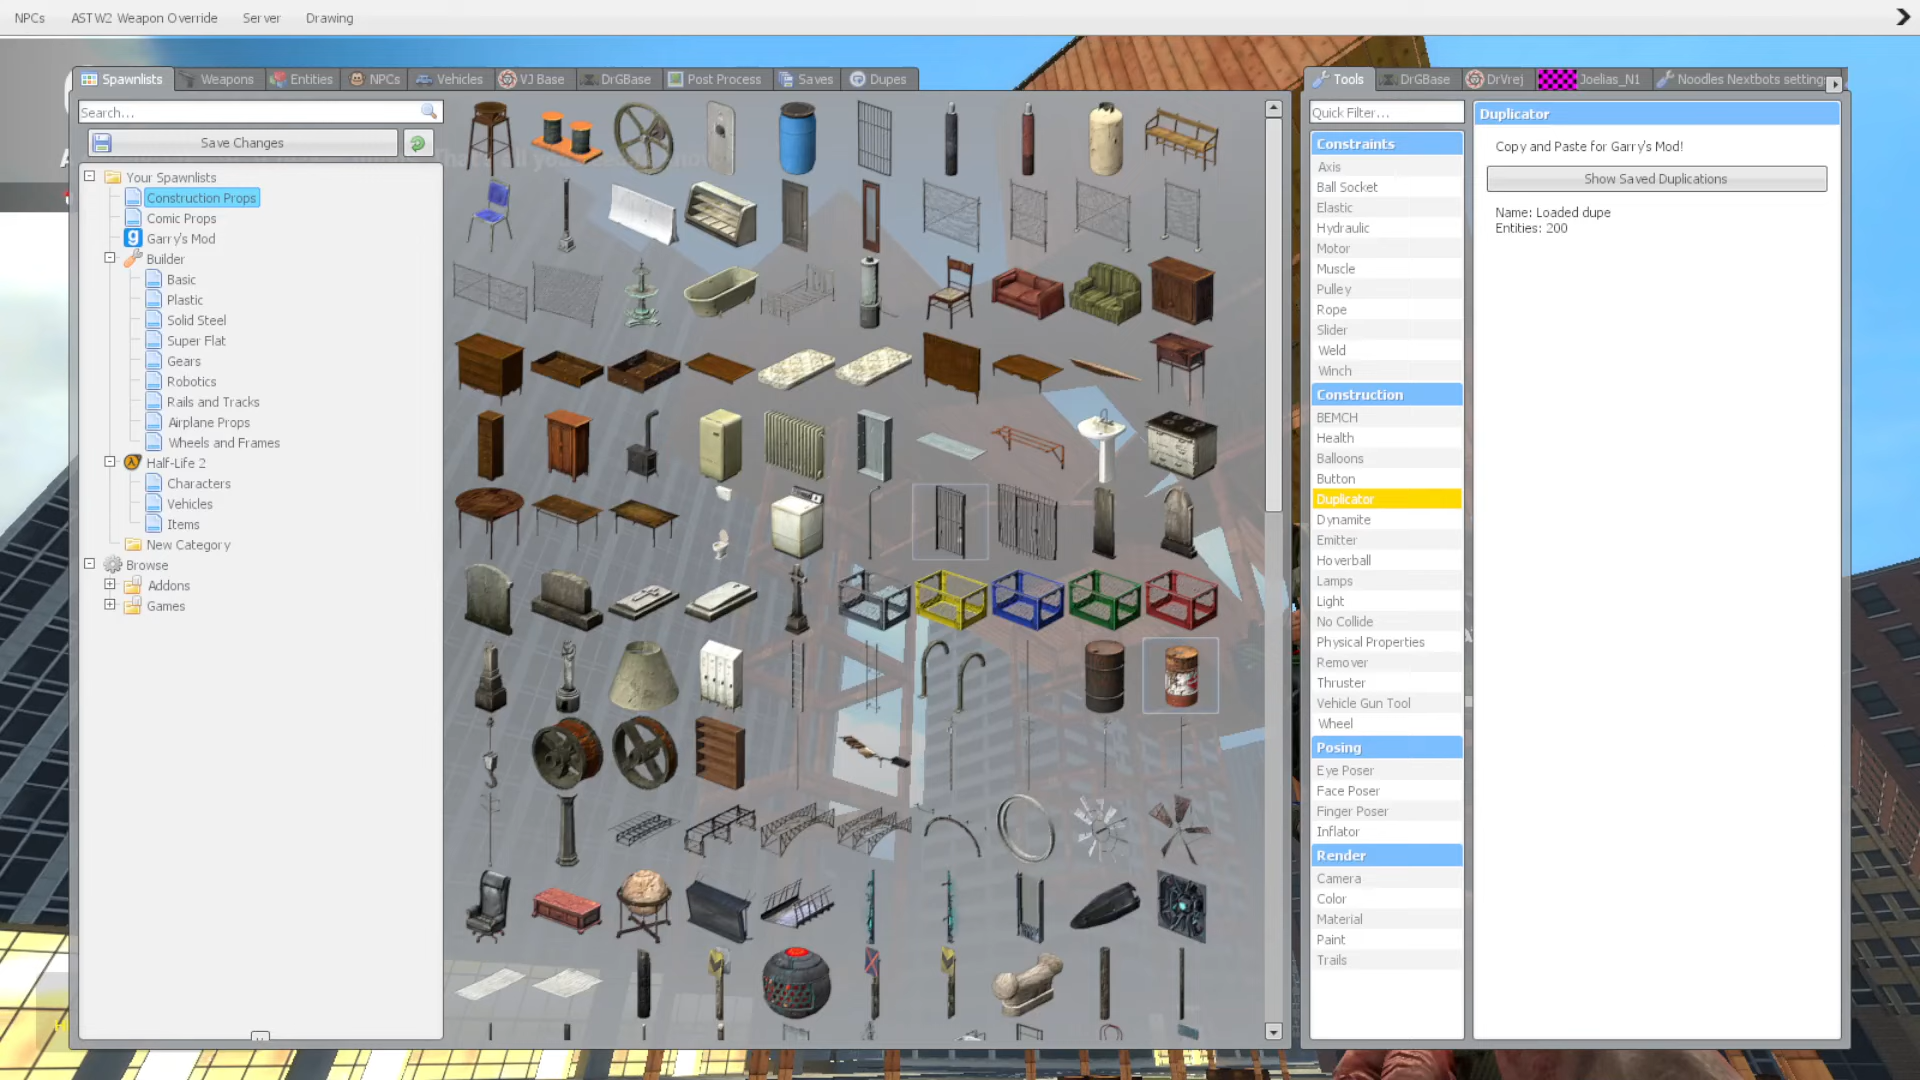 NPCs ASTW2 Weapon Override Server Drawing
Spawnlists Weapons Entities NPCs Vehicles VJ Base DrGBase Post Process Saves Dupes
Search...
Save Changes
Your Spawnlists
Construction Props
Comic Props
Garry's Mod
Builder
Basic
Plastic
Solid Steel
Super Flat
Gears
Robotics
Rails and Tracks
Airplane Props
Wheels and Frames
Half-Life 2
Characters
Vehicles
Items
New Category
Browse
Addons
Games
Tools DrGBase DrVrej Joelias_N1 Noodles Nextbots setting
Quick Filter...
Constraints
Axis
Ball Socket
Elastic
Hydraulic
Motor
Muscle
Pulley
Rope
Slider
Weld
Winch
Construction
BEMCH
Health
Balloons
Button
Duplicator
Dynamite
Emitter
Hoverball
Lamps
Light
No Collide
Physical Properties
Remover
Thruster
Vehicle Gun Tool
Wheel
Posing
Eye Poser
Face Poser
Finger Poser
Inflator
Render
Camera
Color
Material
Paint
Trails
Duplicator
Copy and Paste for Garry's Mod!
Show Saved Duplications
Name: Loaded dupe
Entities: 200